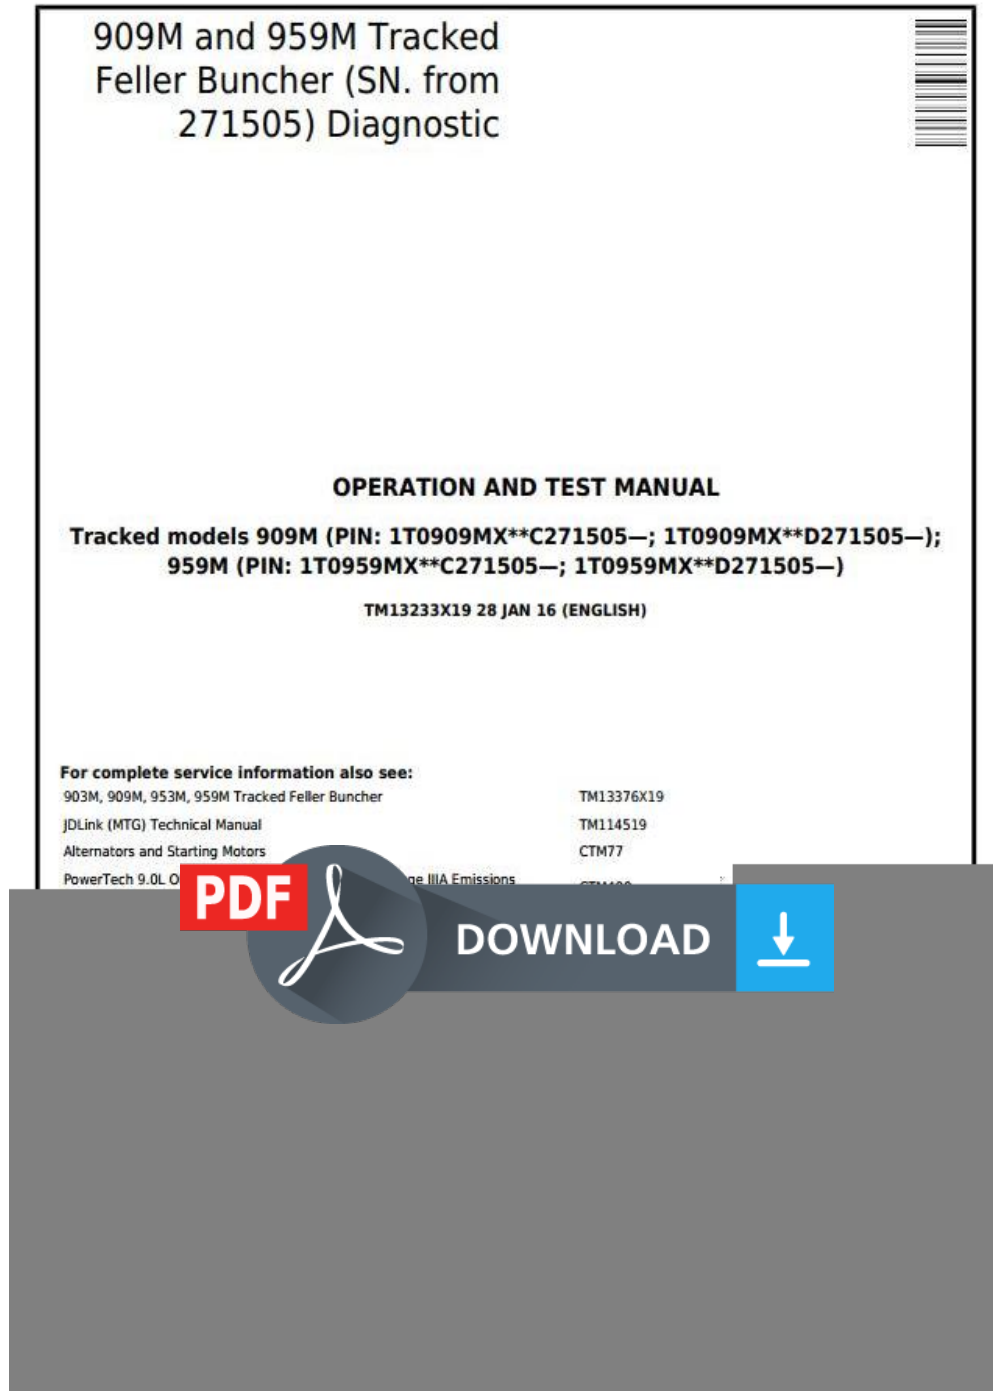 909M and 959M Tracked
Feller Buncher (SN. from
271505) Diagnostic
OPERATION AND TEST MANUAL
Tracked models 909M (PIN: 1T0909MX**C271505—; 1T0909MX**D271505—);
959M (PIN: 1T0959MX**C271505—; 1T0959MX**D271505—)
TM13233X19 28 JAN 16 (ENGLISH)
For complete service information also see:
903M, 909M, 953M, 959M Tracked Feller Buncher TM13376X19
JDLink (MTG) Technical Manual TM114519
Alternators and Starting Motors CTM77
PowerTech 9.0L IIIA Emissions
PDF
DOWNLOAD